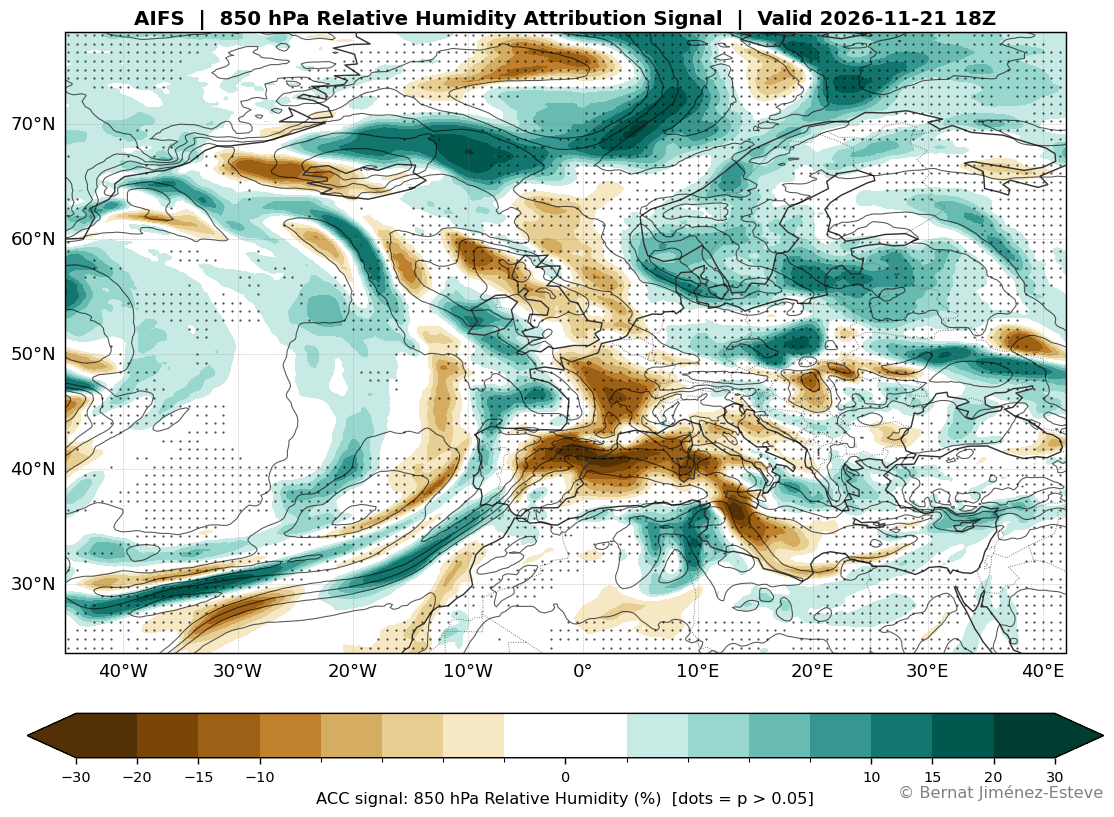 AIFS | 850 hPa Relative Humidity Attribution Signal | Valid 2026-11-21 18Z
70°N
60°N
50°N
40°N
30°N
40°W 30°W 20°W 10°W 0° 10°E 20°E 30°E 40°E
−30 −20 −15 −10 0 10 15 20 30
ACC signal: 850 hPa Relative Humidity (%) [dots = p > 0.05]
© Bernat Jiménez-Esteve